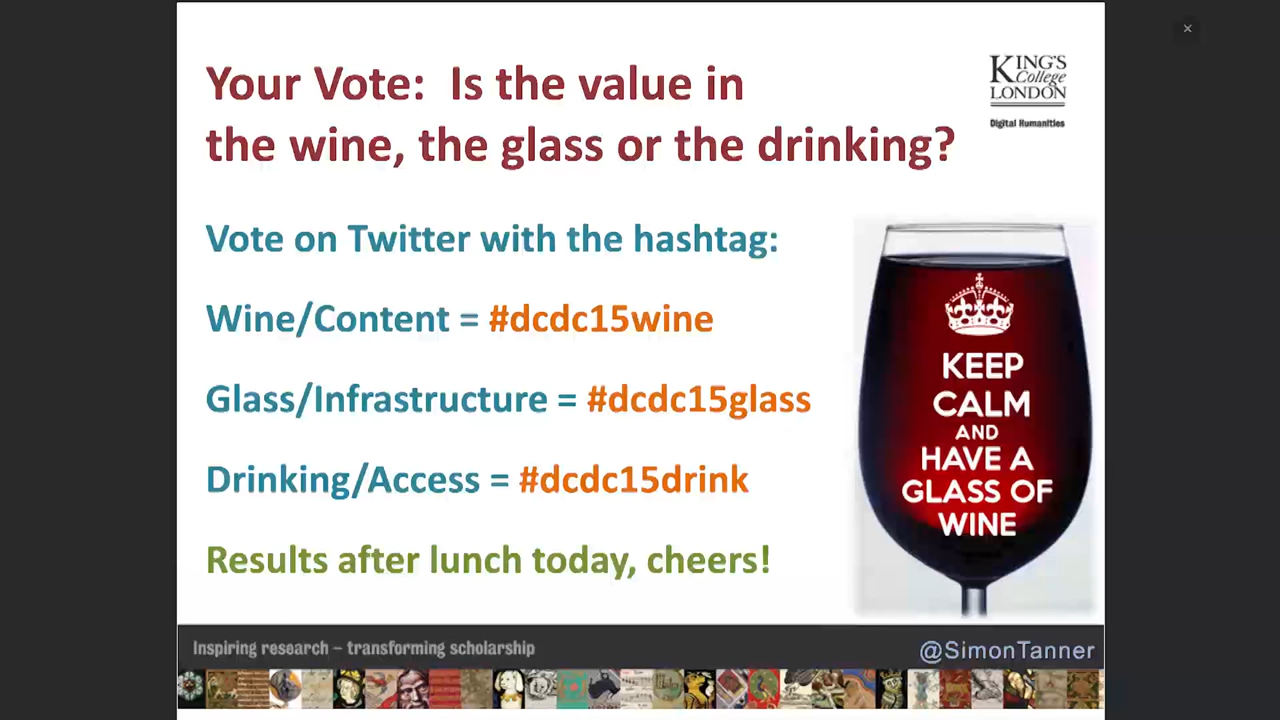 Your Vote: Is the value in
the wine, the glass or the drinking?
KING'S
College
LONDON
Digital Humanities
Vote on Twitter with the hashtag:
Wine/Content = #dcdc15wine
Glass/Infrastructure = #dcdc15glass
Drinking/Access = #dcdc15drink
Results after lunch today, cheers!
KEEP
CALM
AND
HAVE A
GLASS OF
WINE
Inspiring research – transforming scholarship
@SimonTanner